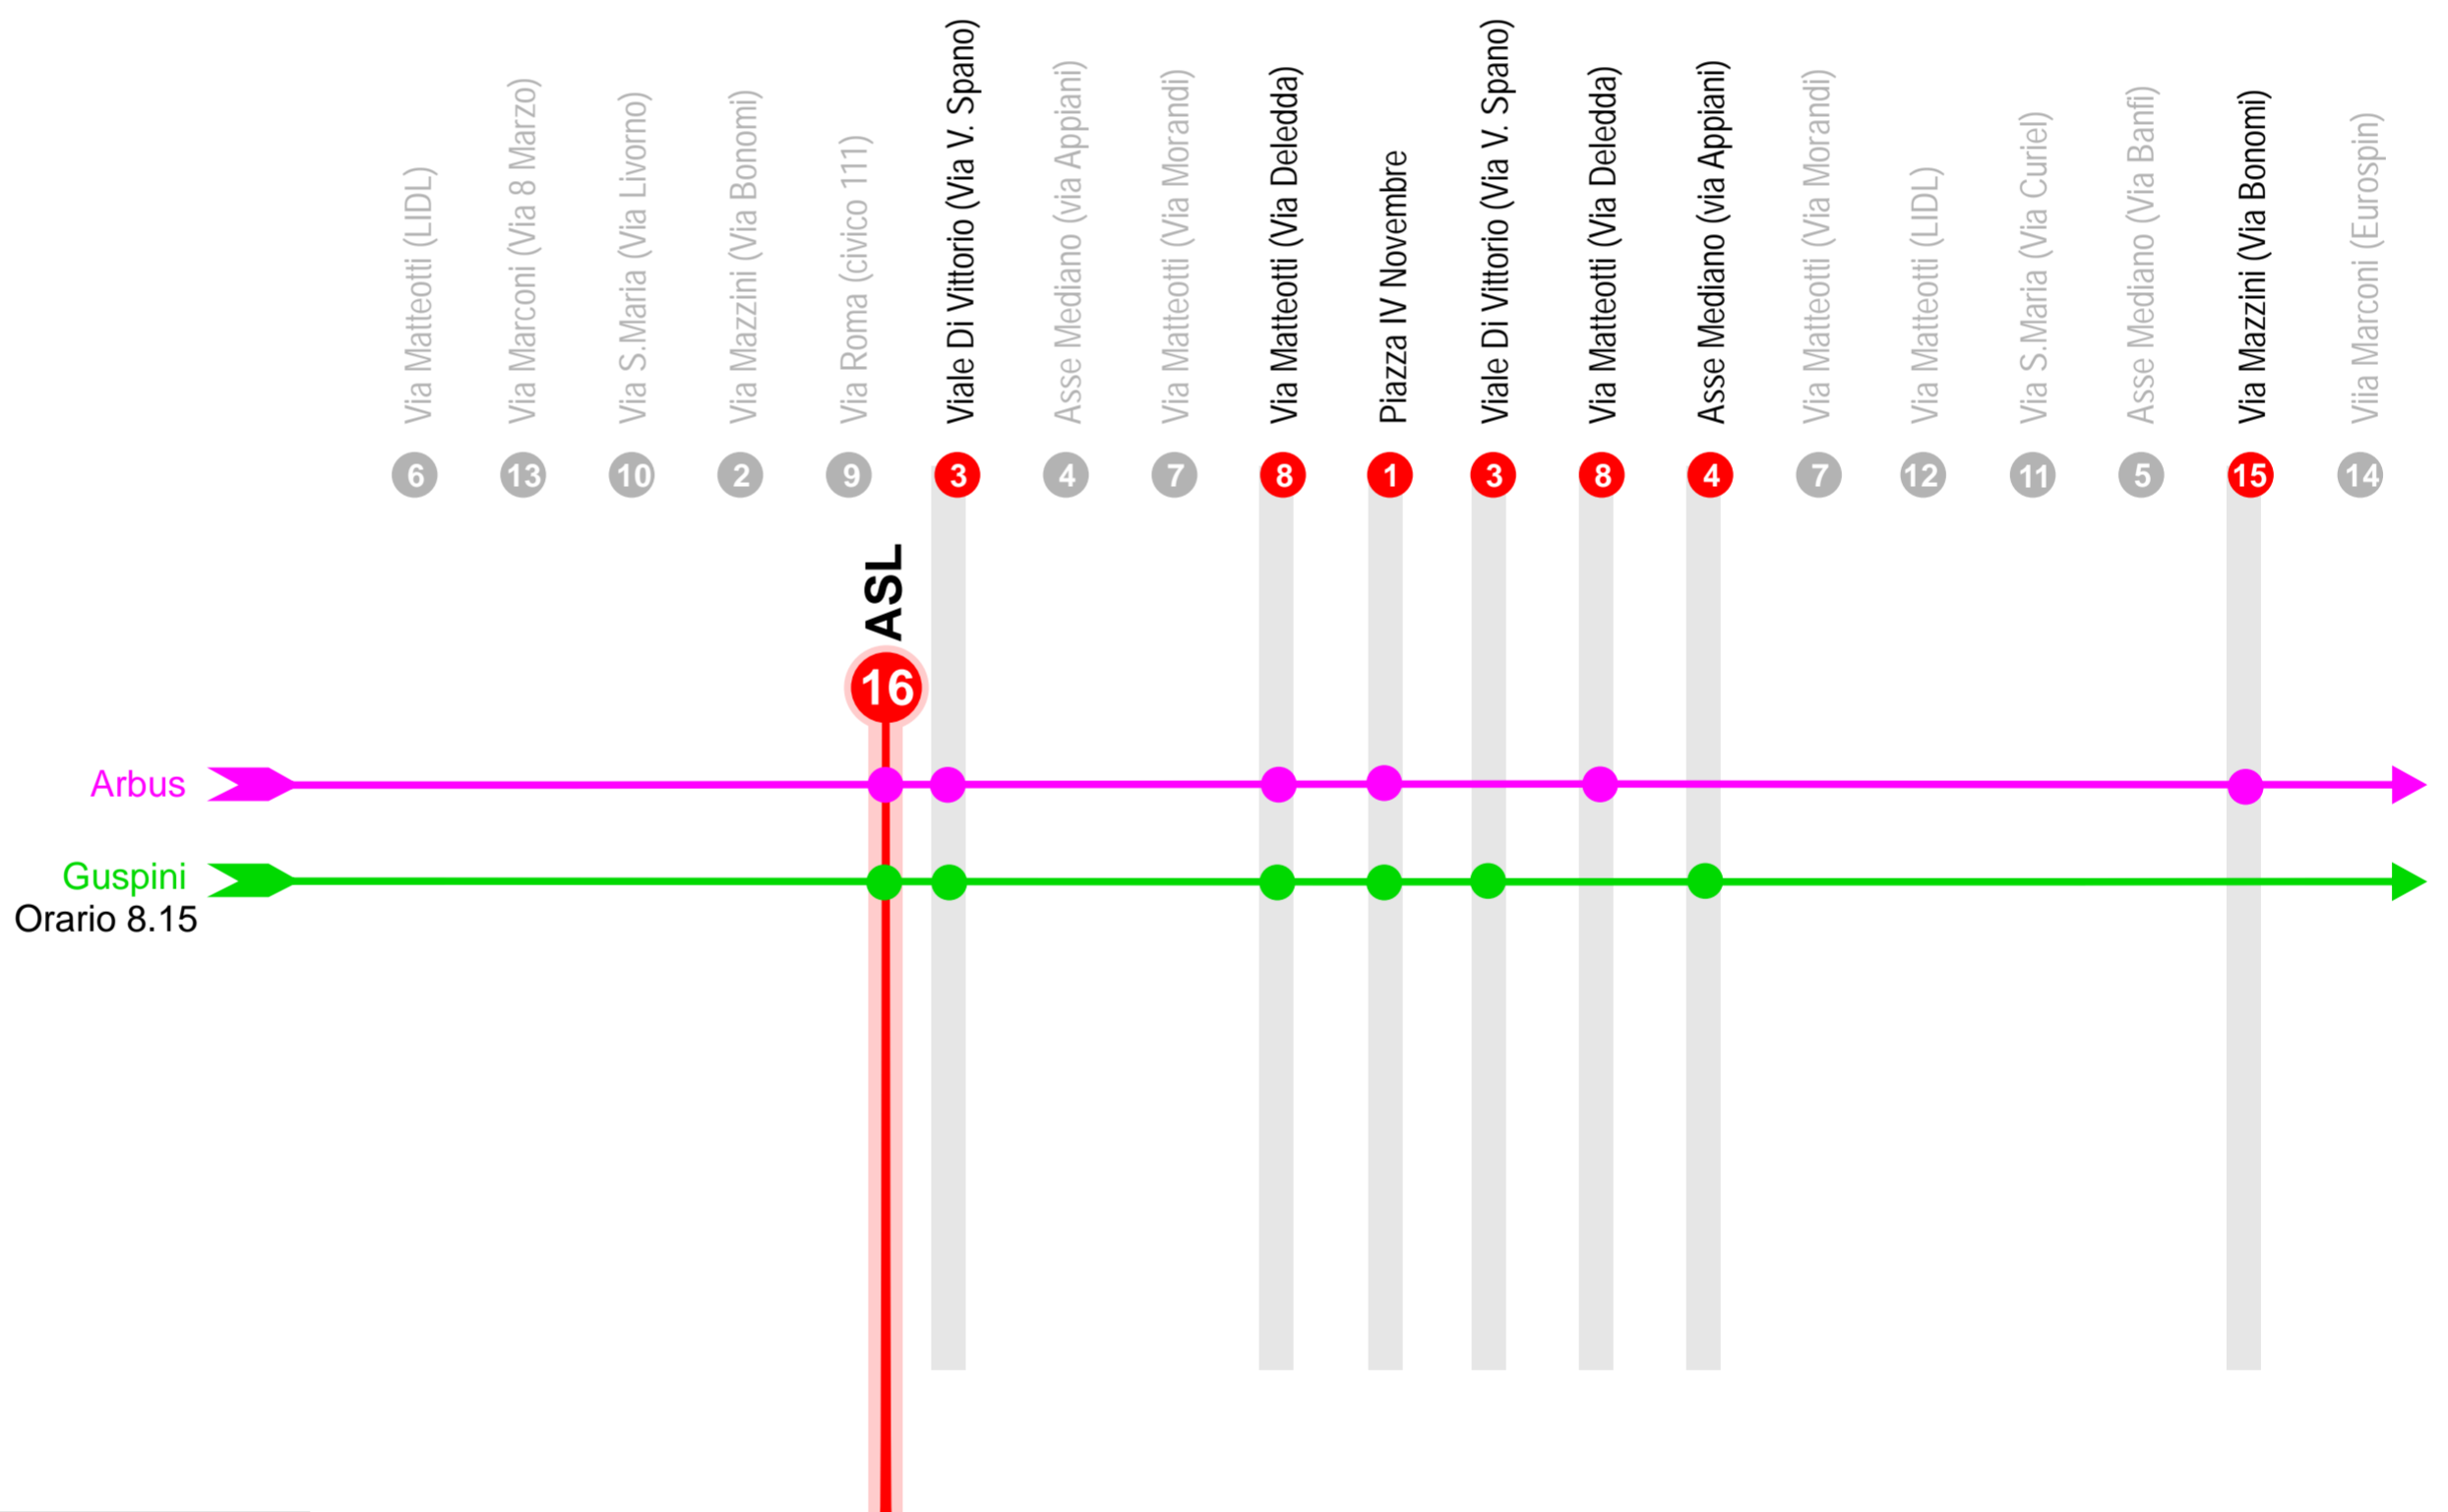 Via Matteotti (LIDL)
Via Marconi (Via 8 Marzo)
Via S.Maria (Via Livorno)
Via Mazzini (Via Bonomi)
Via Roma (civico 111)
Viale Di Vittorio (Via V. Spano)
Asse Mediano (via Appiani)
Via Matteotti (Via Morandi)
Via Matteotti (Via Deledda)
Piazza IV Novembre
Viale Di Vittorio (Via V. Spano)
Via Matteotti (Via Deledda)
Asse Mediano (via Appiani)
Via Matteotti (Via Morandi)
Via Matteotti (LIDL)
Via S.Maria (Via Curiel)
Asse Mediano (Via Banfi)
Via Mazzini (Via Bonomi)
Viia Marconi (Eurospin)
6 13 10 2 9 3 4 7 8 1 3 8 4 7 12 11 5 15 14
ASL
16
Arbus
Guspini
Orario 8.15